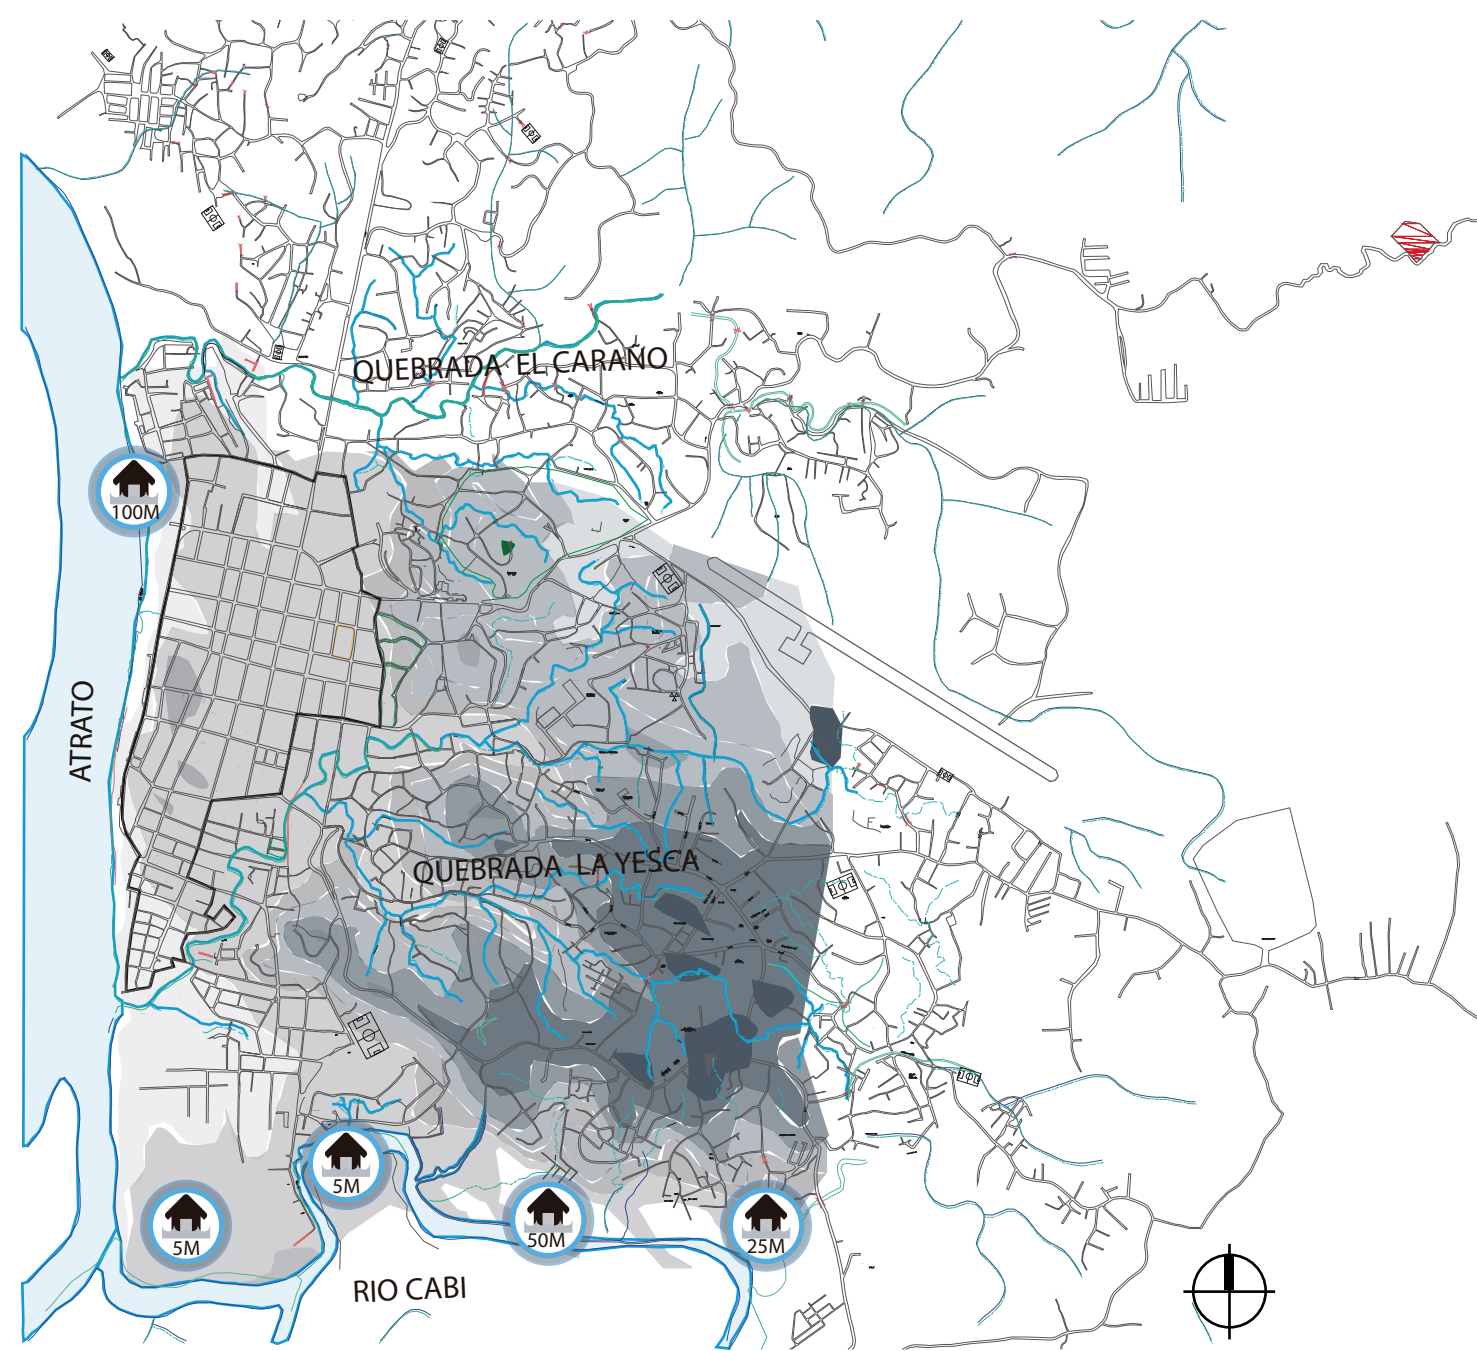 QUEBRADA EL CARAÑO
100M
ATRATO
QUEBRADA LA YESCA
5M
5M
50M
25M
RIO CABI